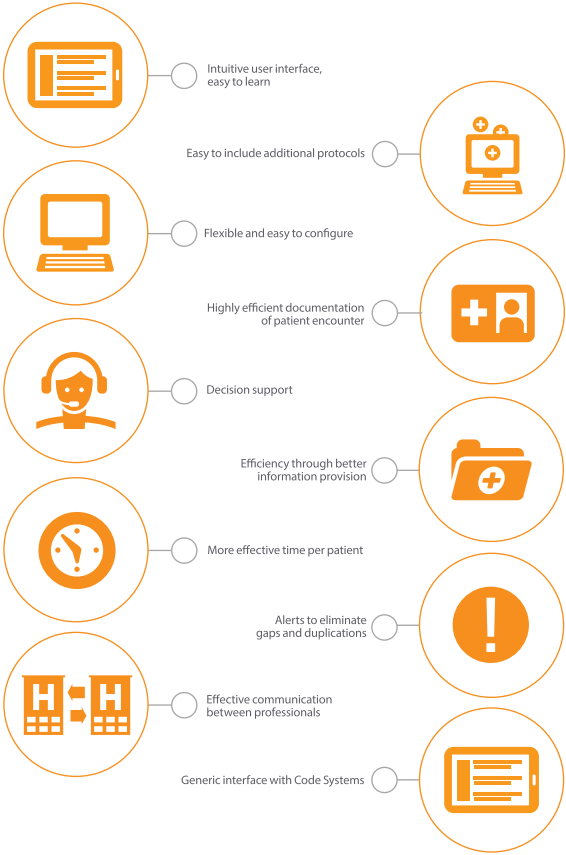 Intuitive user interface,
easy to learn
Easy to include additional protocols
Flexible and easy to configure
Highly efficient documentation
of patient encounter
Decision support
Efficiency through better
information provision
More effective time per patient
Alerts to eliminate
gaps and duplications
H H
Effective communication
between professionals
Generic interface with Code Systems